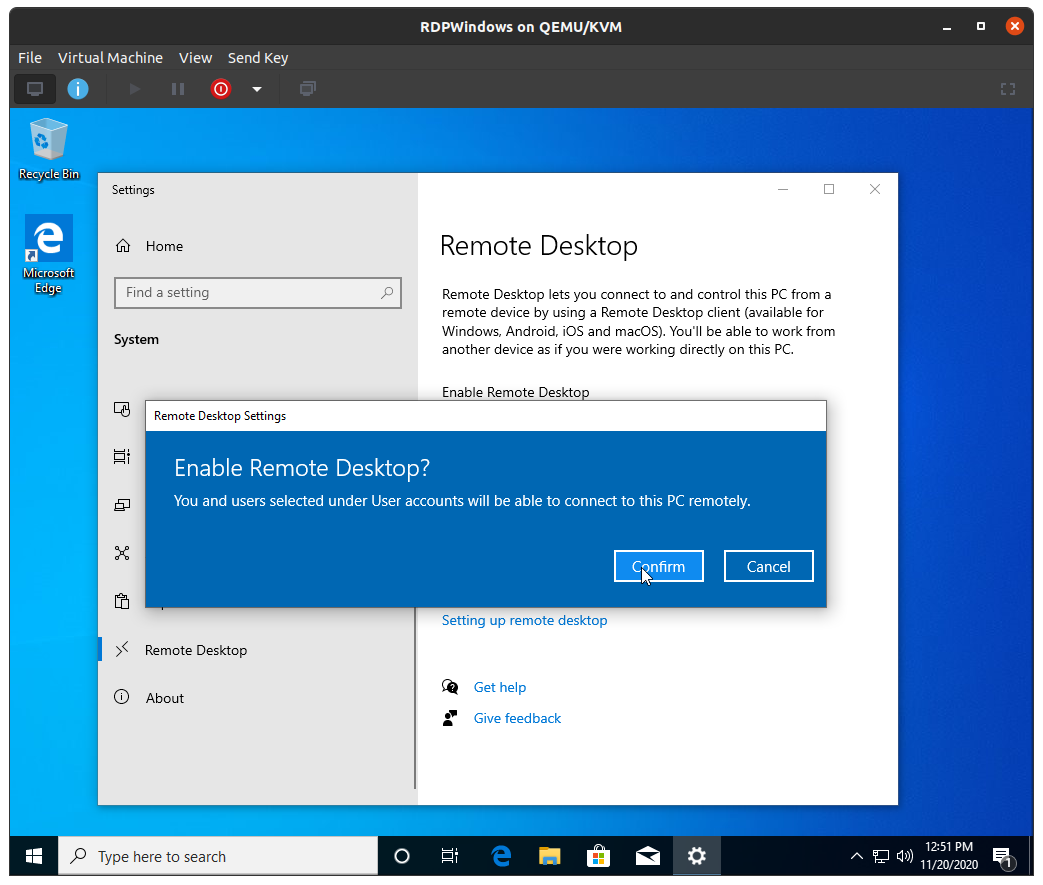 RDPWindows on QEMU/KVM
File Virtual Machine View Send Key
Recycle Bin
Microsoft
Edge
Settings
Home
Find a setting
System
Remote Desktop
About
Remote Desktop
Remote Desktop lets you connect to and control this PC from a
remote device by using a Remote Desktop client (available for
Windows, Android, iOS and macOS). You'll be able to work from
another device as if you were working directly on this PC.
Enable Remote Desktop
Remote Desktop Settings
Enable Remote Desktop?
You and users selected under User accounts will be able to connect to this PC remotely.
Confirm Cancel
Setting up remote desktop
Get help
Give feedback
Type here to search
12:51 PM
11/20/2020
1